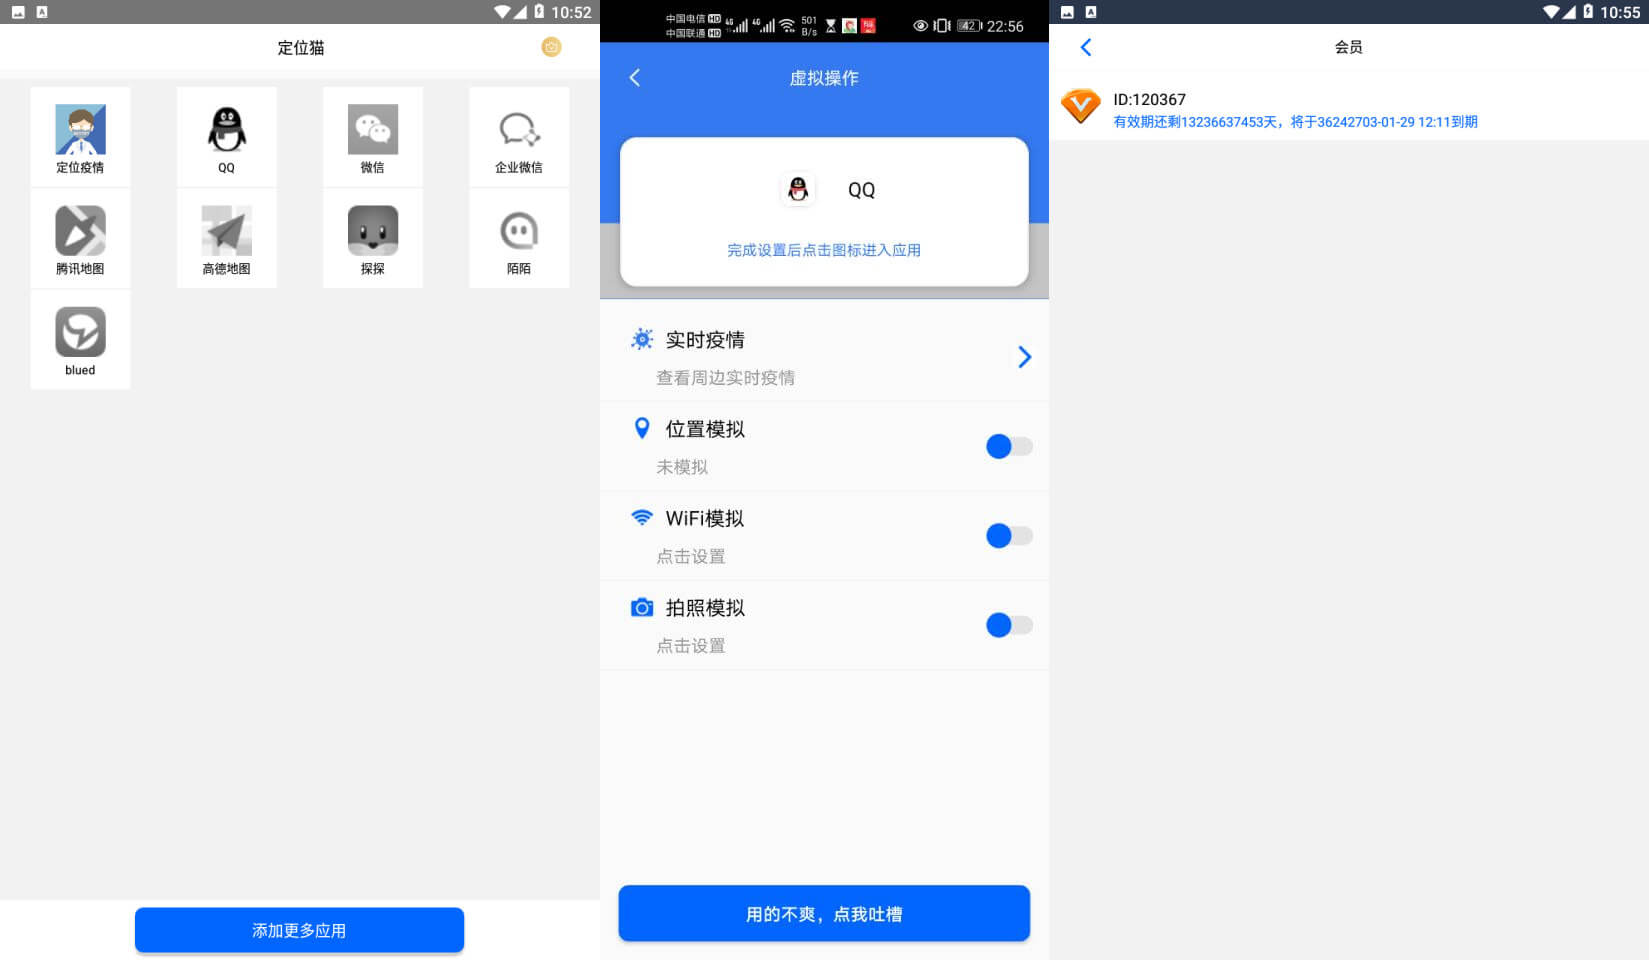 10:52
定位猫
定位疫情
QQ
微信
企业微信
腾讯地图
高德地图
探探
陌陌
blued
添加更多应用
中国电信 HD 4G 4G 501 B/s 42 22:56
中国联通 HD
虚拟操作
QQ
完成设置后点击图标进入应用
实时疫情
查看周边实时疫情
位置模拟
未模拟
WiFi模拟
点击设置
拍照模拟
点击设置
用的不爽，点我吐槽
A 10:55
会员
ID:120367
有效期还剩13236637453天，将于36242703-01-29 12:11到期